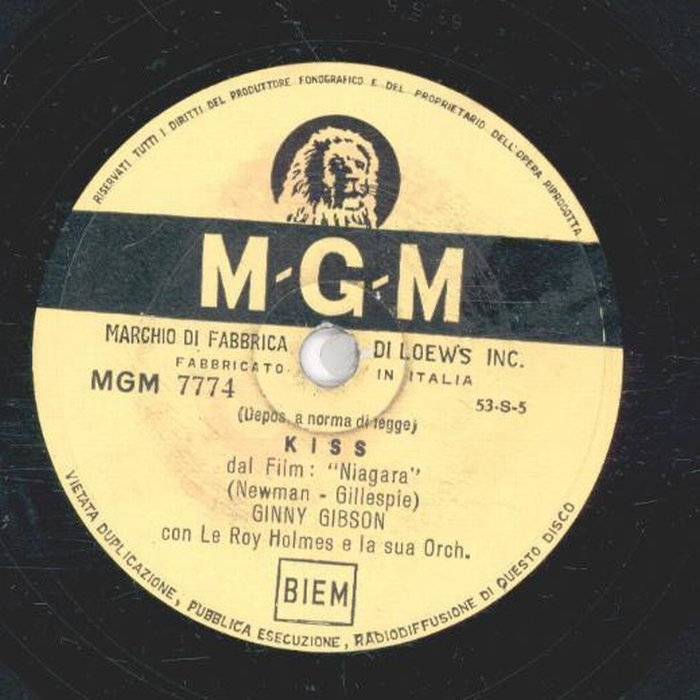 RISERVATI TUTTI I DIRITTI DEL PRODUTTORE FONOGRAFICO E DEL PROPRIETARIO DELL'OPERA RIPRODOTTA
M-G-M
MARCHIO DI FABBRICA DI LOEW'S INC.
FABBRICATO IN ITALIA
MGM 7774
53-S-5
(Depos. a norma di legge)
KISS
dal Film: "Niagara"
(Newman - Gillespie)
GINNY GIBSON
con Le Roy Holmes e la sua Orch.
BIEM
VIETATA DUPLICAZIONE, PUBBLICA ESECUZIONE, RADIODIFFUSIONE DI QUESTO DISCO